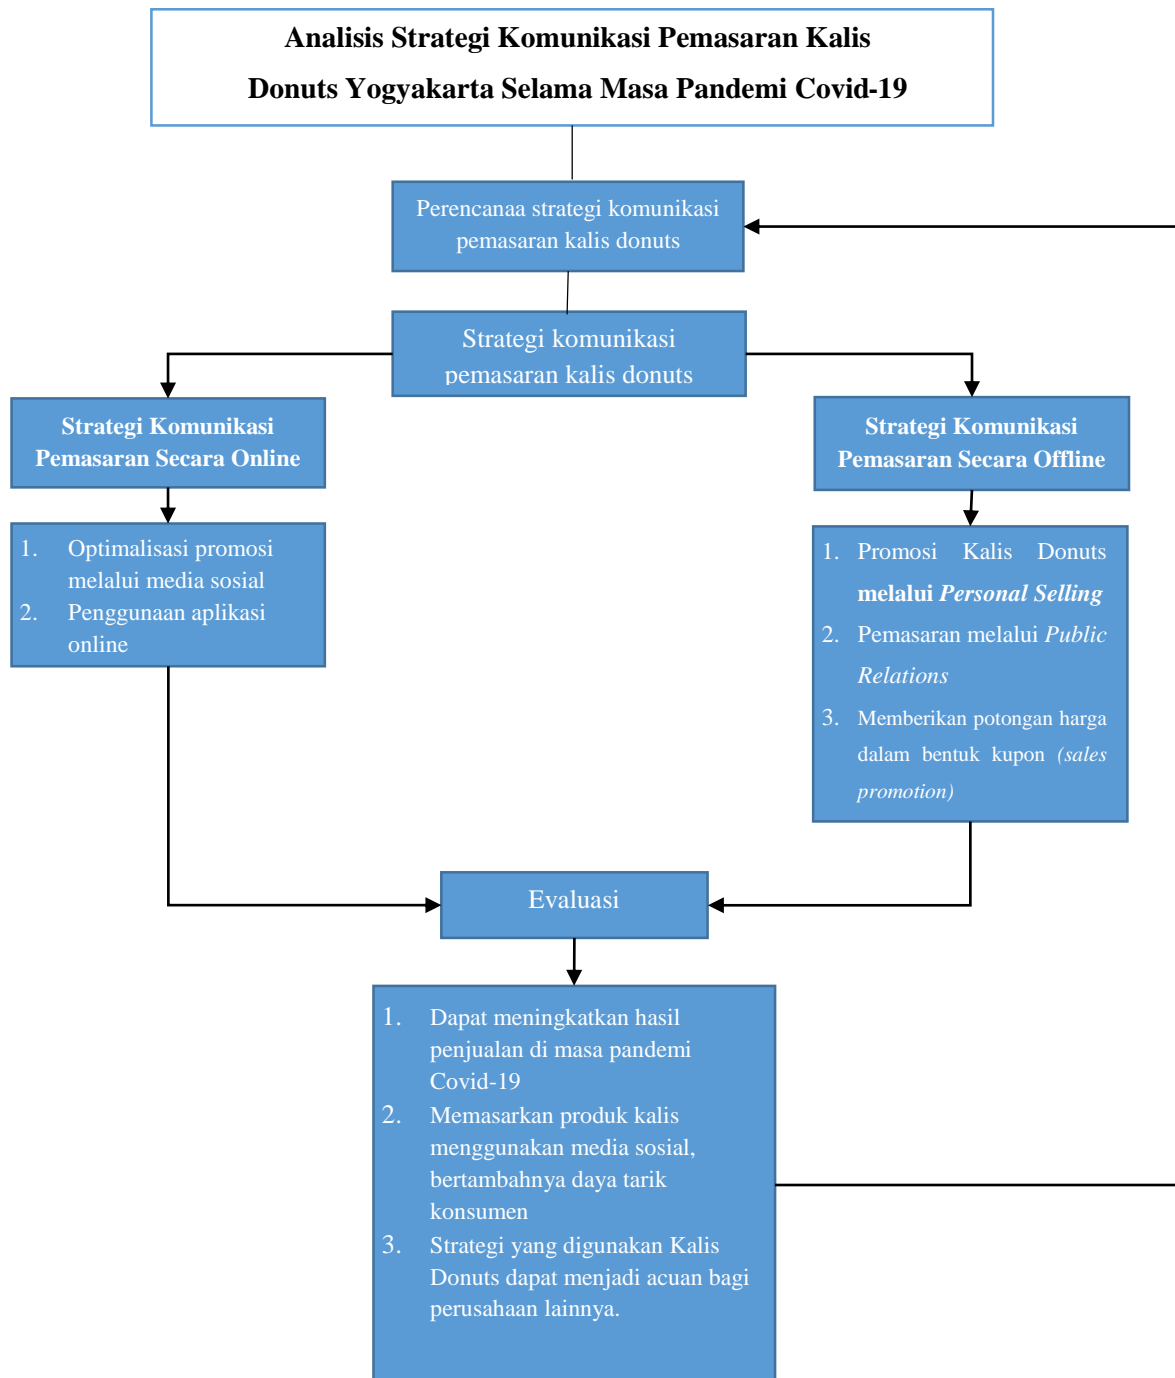 Analisis Strategi Komunikasi Pemasaran Kalis
Donuts Yogyakarta Selama Masa Pandemi Covid-19
Perencanaa strategi komunikasi
pemasaran kalis donuts
Strategi komunikasi
pemasaran kalis donuts
Strategi Komunikasi
Pemasaran Secara Online
Strategi Komunikasi
Pemasaran Secara Offline
1. Optimalisasi promosi
melalui media sosial
2. Penggunaan aplikasi
online
1. Promosi Kalis Donuts
melalui Personal Selling
2. Pemasaran melalui Public
Relations
3. Memberikan potongan harga
dalam bentuk kupon (sales
promotion)
Evaluasi
1. Dapat meningkatkan hasil
penjualan di masa pandemi
Covid-19
2. Memasarkan produk kalis
menggunakan media sosial,
bertambahnya daya tarik
konsumen
3. Strategi yang digunakan Kalis
Donuts dapat menjadi acuan bagi
perusahaan lainnya.